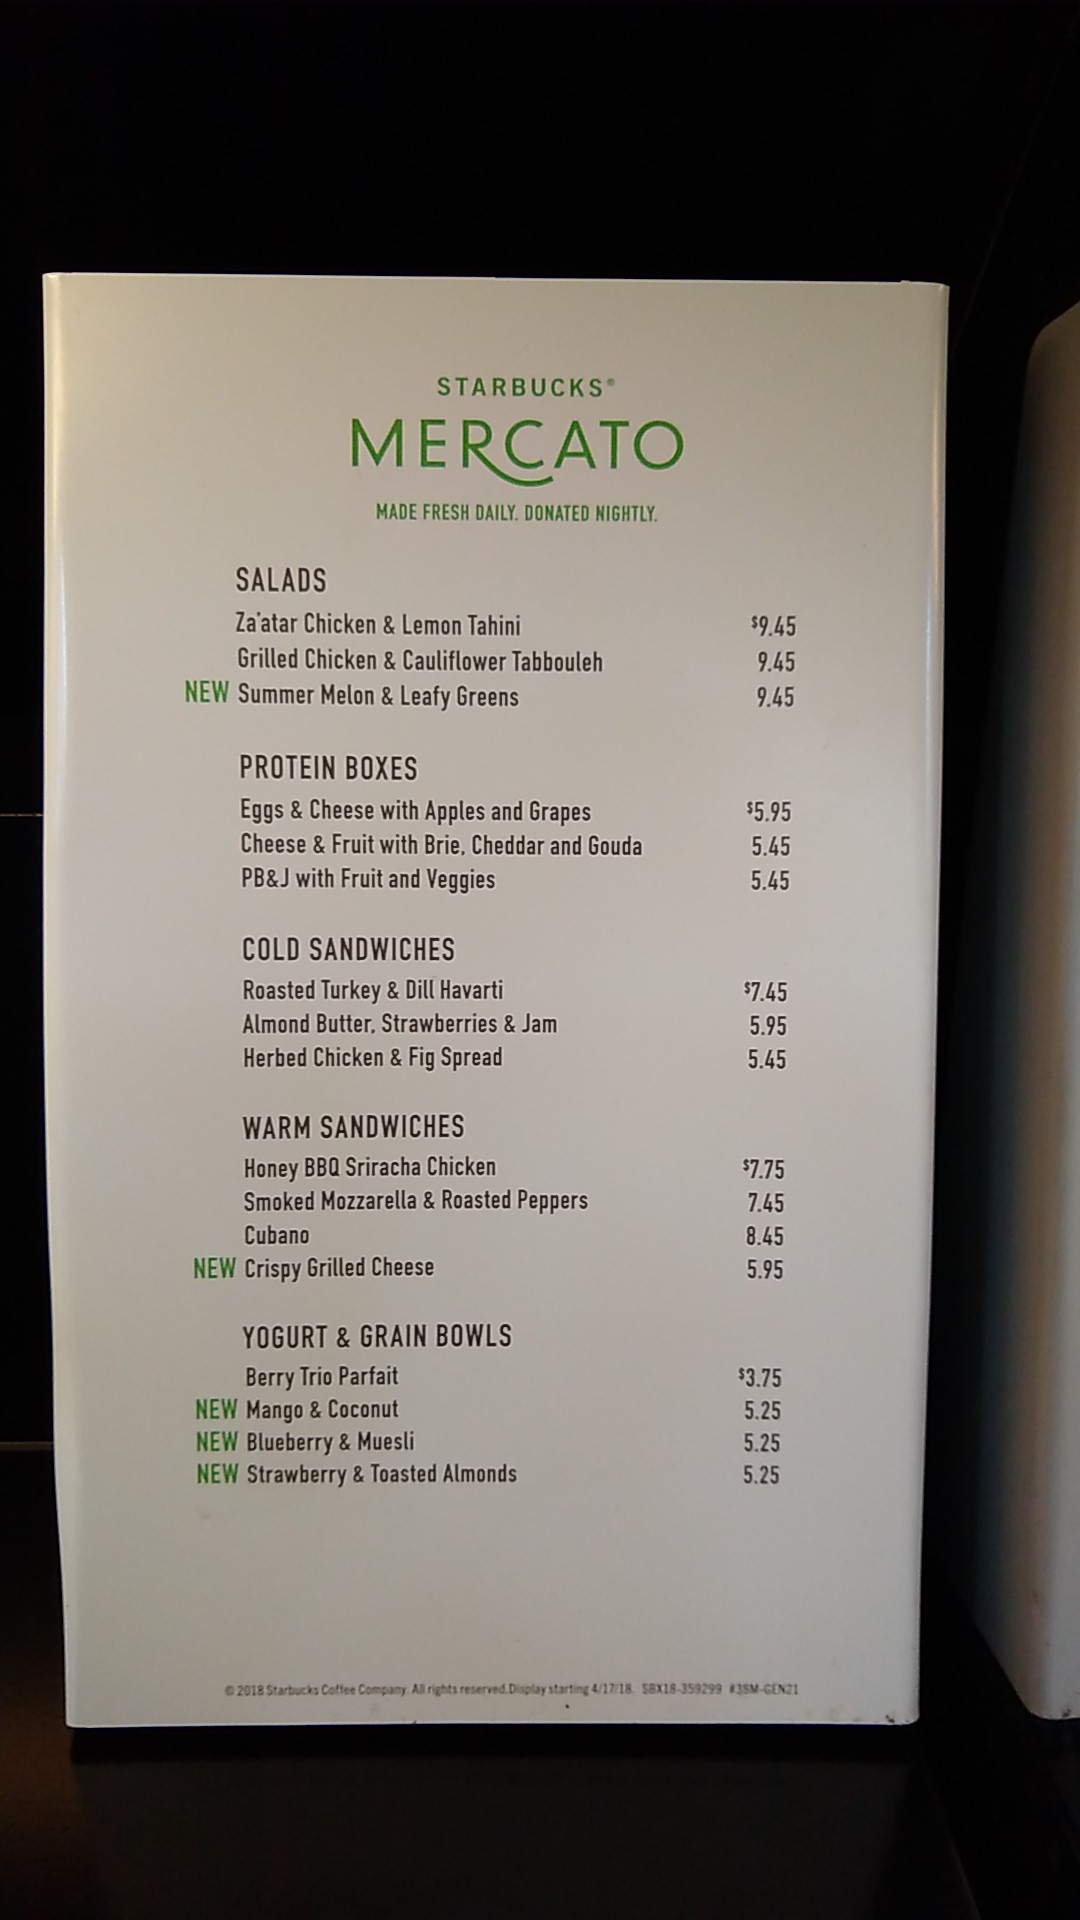 STARBUCKS®
MERCATO
MADE FRESH DAILY. DONATED NIGHTLY.
SALADS
Za'atar Chicken & Lemon Tahini $9.45
Grilled Chicken & Cauliflower Tabbouleh 9.45
NEW Summer Melon & Leafy Greens 9.45
PROTEIN BOXES
Eggs & Cheese with Apples and Grapes $5.95
Cheese & Fruit with Brie, Cheddar and Gouda 5.45
PB&J with Fruit and Veggies 5.45
COLD SANDWICHES
Roasted Turkey & Dill Havarti $7.45
Almond Butter, Strawberries & Jam 5.95
Herbed Chicken & Fig Spread 5.45
WARM SANDWICHES
Honey BBQ Sriracha Chicken $7.75
Smoked Mozzarella & Roasted Peppers 7.45
Cubano 8.45
NEW Crispy Grilled Cheese 5.95
YOGURT & GRAIN BOWLS
Berry Trio Parfait $3.75
NEW Mango & Coconut 5.25
NEW Blueberry & Muesli 5.25
NEW Strawberry & Toasted Almonds 5.25
© 2018 Starbucks Coffee Company. All rights reserved. Display starting 4/17/18. SBX18-359299 #3SM-GEN21